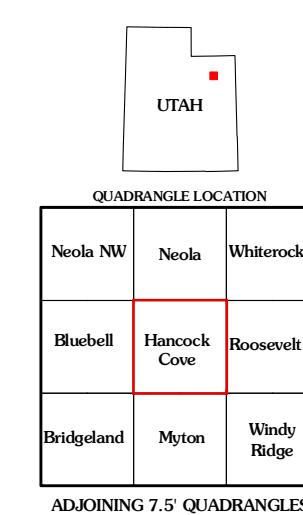 UTAH
QUADRANGLE LOCATION
Neola NW
Neola
Whiterock
Bluebell
Hancock
Cove
Roosevelt
Bridgeland
Myton
Windy
Ridge
ADJOINING 7.5' QUADRANGLES